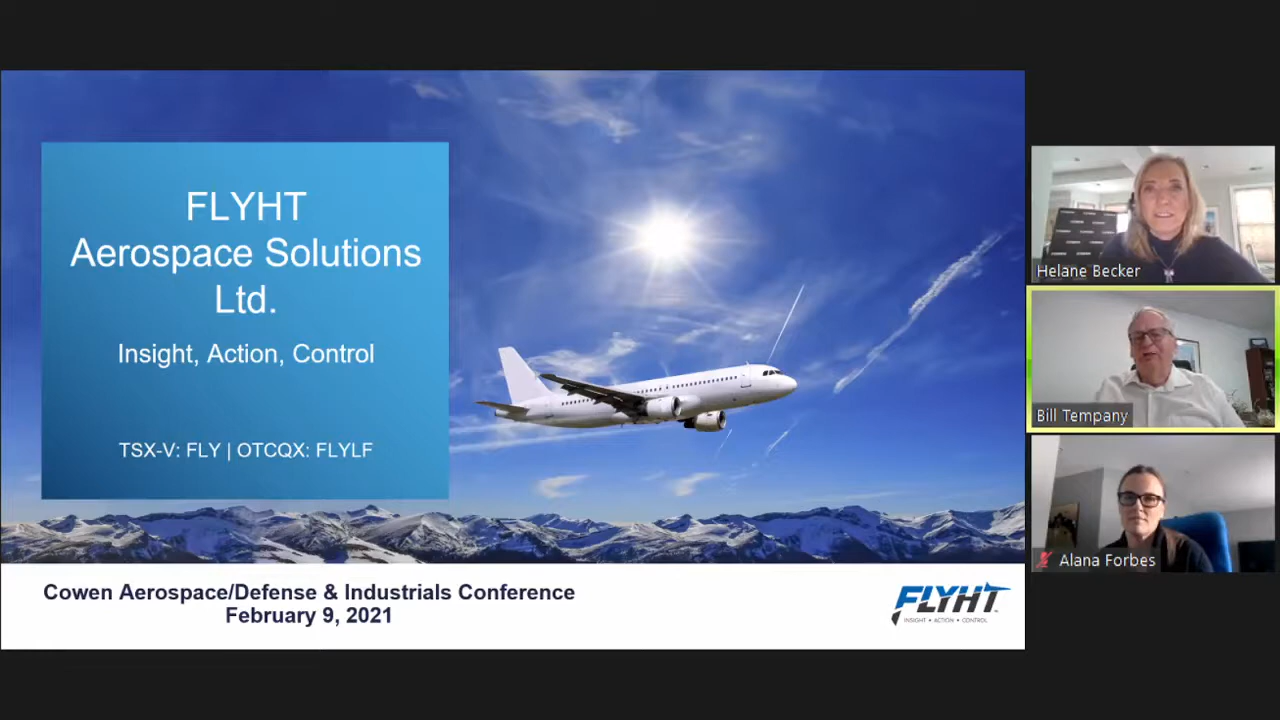 FLYHT
Aerospace Solutions
Ltd.
Insight, Action, Control
TSX-V: FLY | OTCQX: FLYLF
Cowen Aerospace/Defense & Industrials Conference
February 9, 2021
FLYHT
INSIGHT • ACTION • CONTROL
Helane Becker
Bill Tempany
Alana Forbes